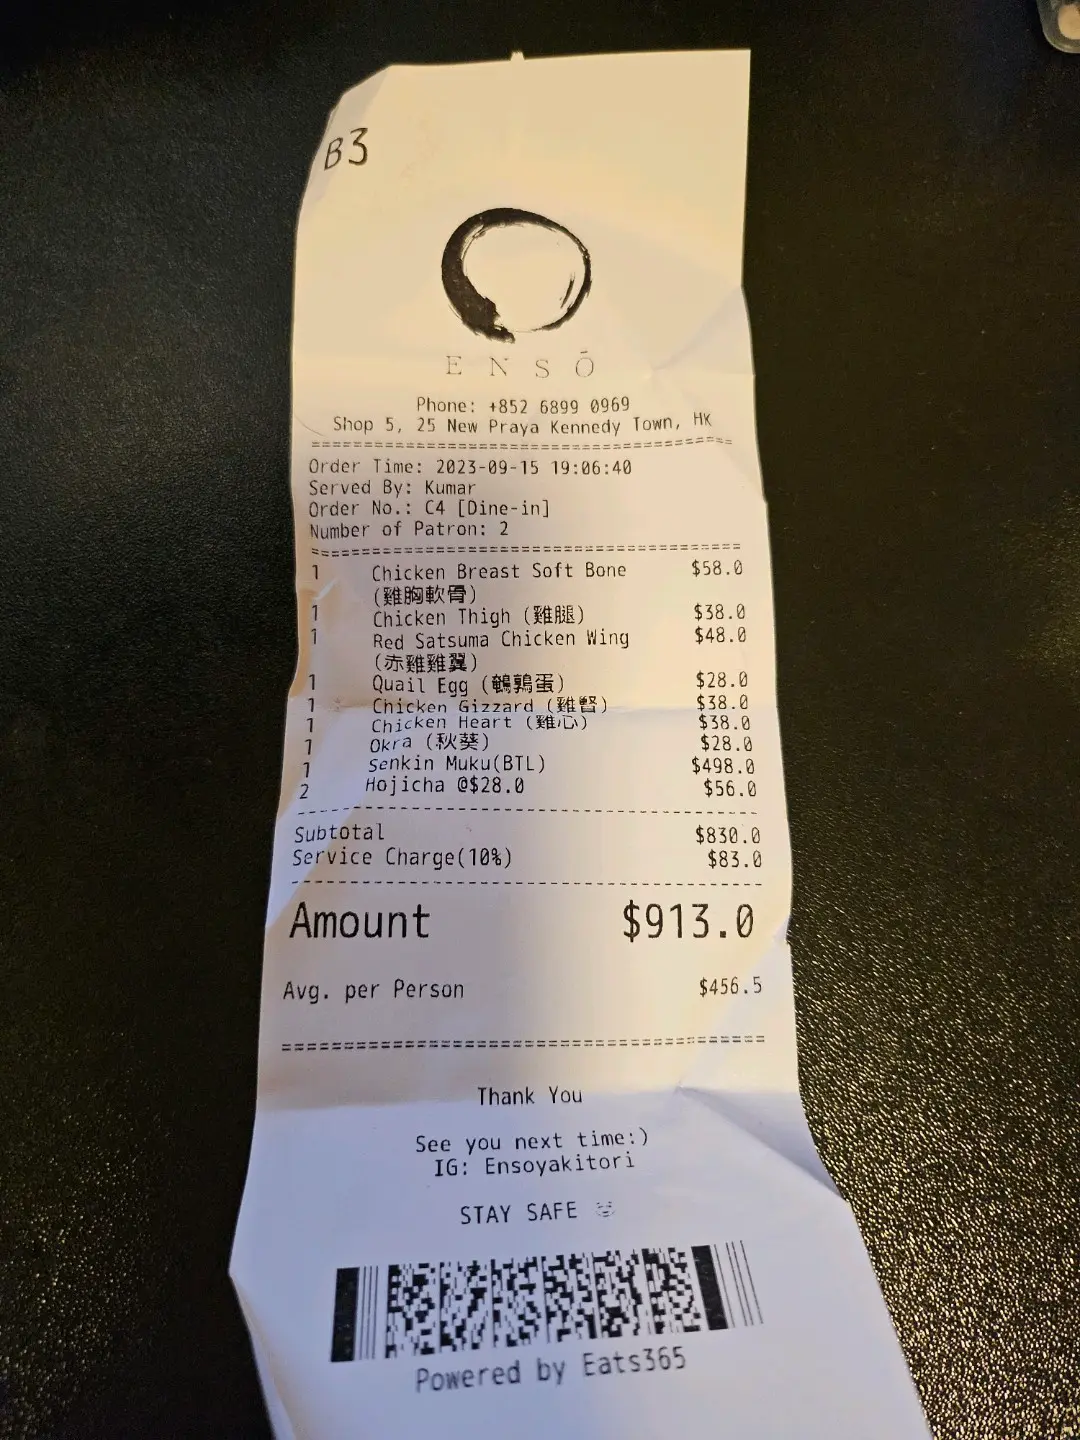 B3
ENSŌ
Phone: +852 6899 0969
Shop 5, 25 New Praya Kennedy Town, HK
Order Time: 2023-09-15 19:06:40
Served By: Kumar
Order No.: C4 [Dine-in]
Number of Patron: 2
1 Chicken Breast Soft Bone $58.0
(雞胸軟骨)
1 Chicken Thigh (雞腿) $38.0
1 Red Satsuma Chicken Wing $48.0
(赤雞雞翼)
1 Quail Egg (鵪鶉蛋) $28.0
1 Chicken Gizzard (雞腎) $38.0
1 Chicken Heart (雞心) $38.0
1 Okra (秋葵) $28.0
1 Senkin Muku(BTL) $498.0
2 Hojicha @$28.0 $56.0
Subtotal $830.0
Service Charge(10%) $83.0
Amount $913.0
Avg. per Person $456.5
Thank You
See you next time:)
IG: Ensoyakitori
STAY SAFE
Powered by Eats365